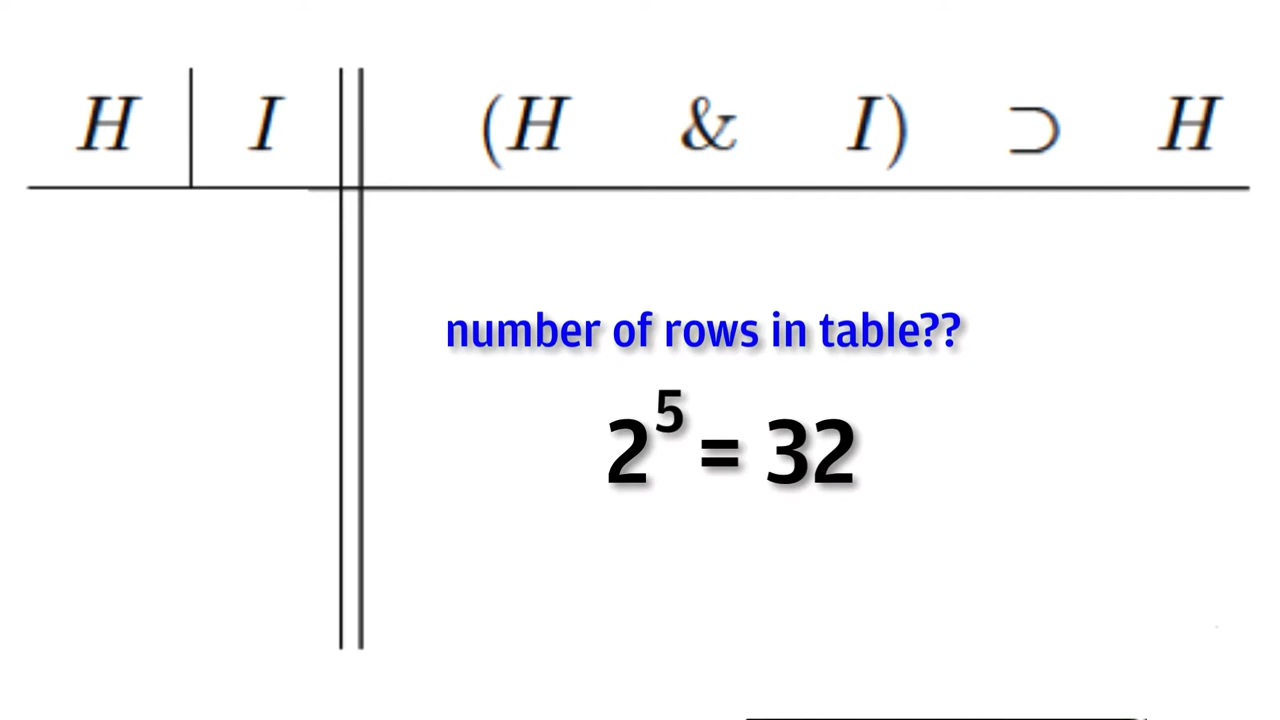 H I (H & I) ⊃ H
number of rows in table??
2⁵ = 32